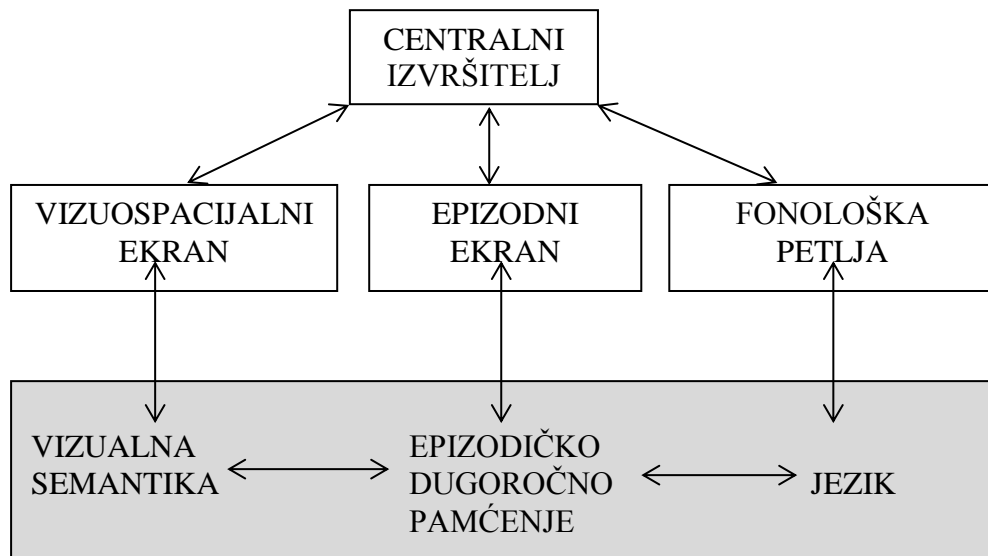 CENTRALNI
IZVRŠITELJ
VIZUOSPACIJALNI
EKRAN
EPIZODNI
EKRAN
FONOLOŠKA
PETLJA
VIZUALNA
SEMANTIKA
EPIZODIČKO
DUGOROČNO
PAMĆENJE
JEZIK